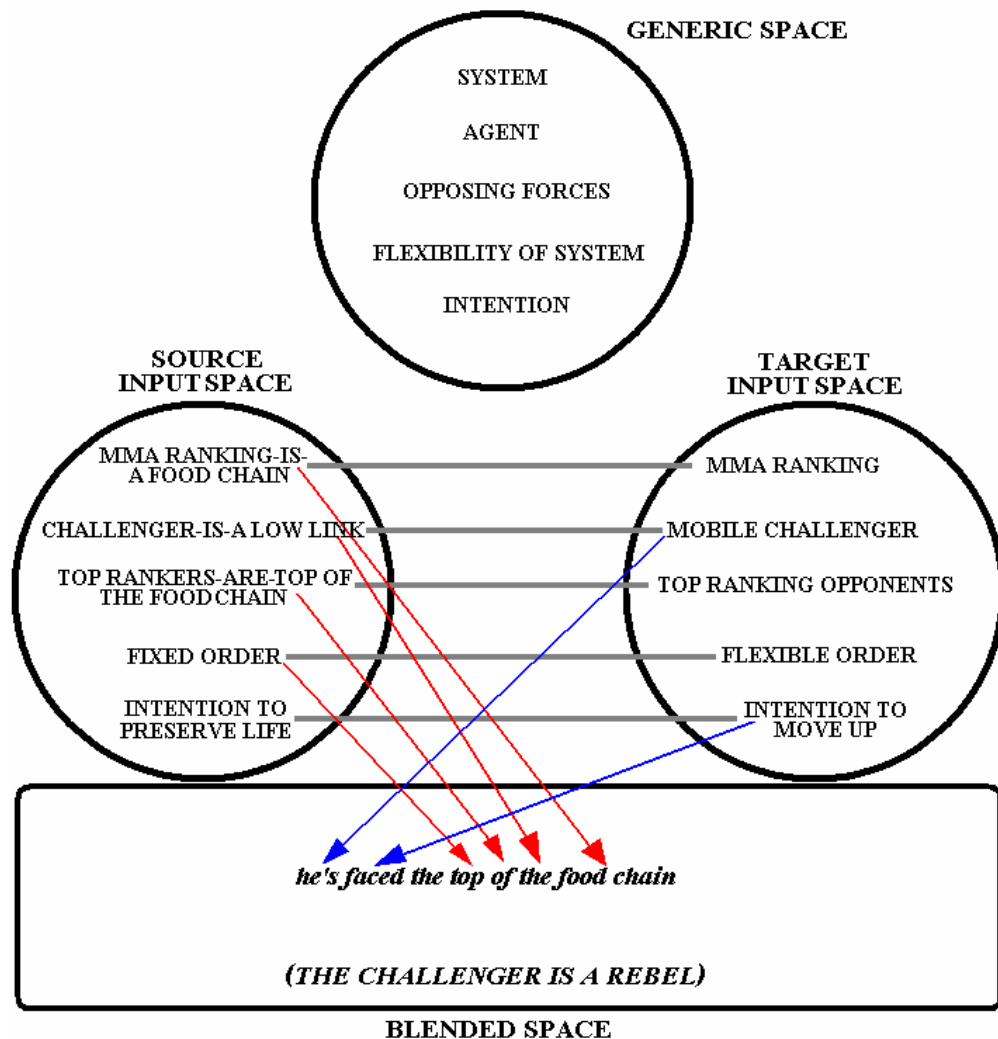 GENERIC SPACE
SYSTEM
AGENT
OPPOSING FORCES
FLEXIBILITY OF SYSTEM
INTENTION
SOURCE
INPUT SPACE
MMA RANKING-IS-
A FOOD CHAIN
CHALLENGER-IS-A LOW LINK
TOP RANKERS-ARE-TOP OF
THE FOODCHAIN
FIXED ORDER
INTENTION TO
PRESERVE LIFE
TARGET
INPUT SPACE
MMA RANKING
MOBILE CHALLENGER
TOP RANKING OPPONENTS
FLEXIBLE ORDER
INTENTION TO
MOVE UP
he's faced the top of the food chain
(THE CHALLENGER IS A REBEL)
BLENDED SPACE